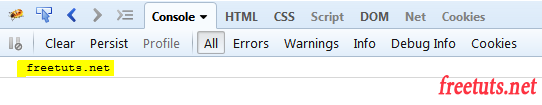 Console HTML CSS Script DOM Net Cookies
Clear Persist Profile All Errors Warnings Info Debug Info Cookies
freetuts.net
freetuts.net